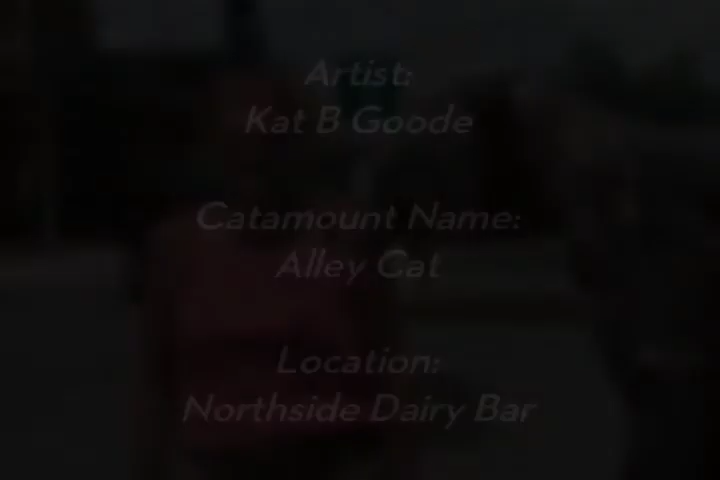 Artist:
Kat B Goode
Catamount Name:
Alley Cat
Location:
Northside Dairy Bar